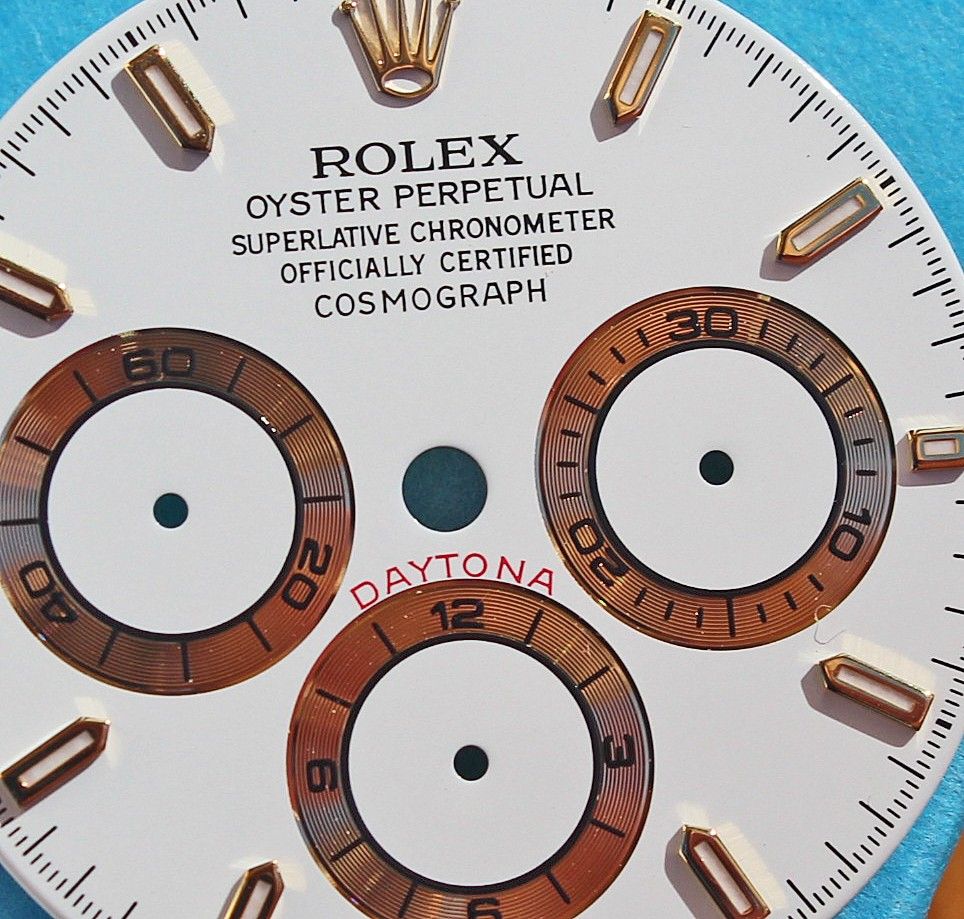 ROLEX
OYSTER PERPETUAL
SUPERLATIVE CHRONOMETER
OFFICIALLY CERTIFIED
COSMOGRAPH
60
20
40
30
10
20
DAYTONA
12
3
6
9